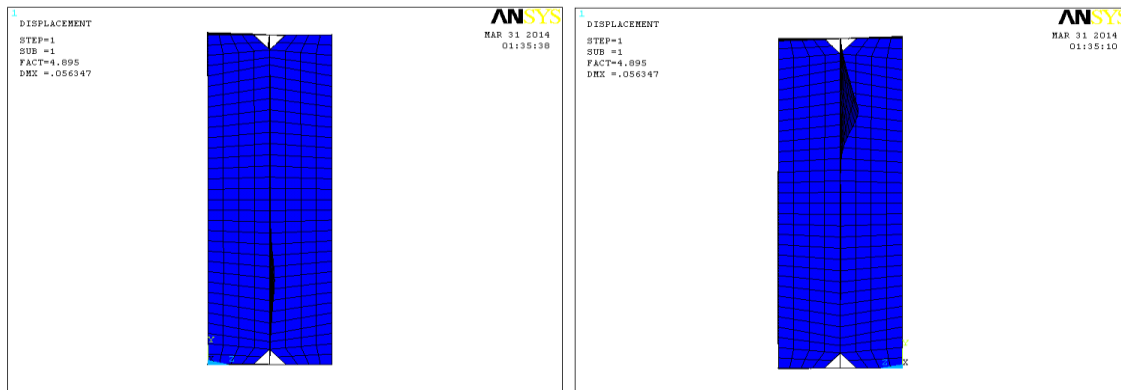 1
DISPLACEMENT
STEP=1
SUB =1
FACT=4.895
DMX =.056347
ANSYS
MAR 31 2014
01:35:38
Y
Z
1
DISPLACEMENT
STEP=1
SUB =1
FACT=4.895
DMX =.056347
ANSYS
MAR 31 2014
01:35:10
Y
Z X